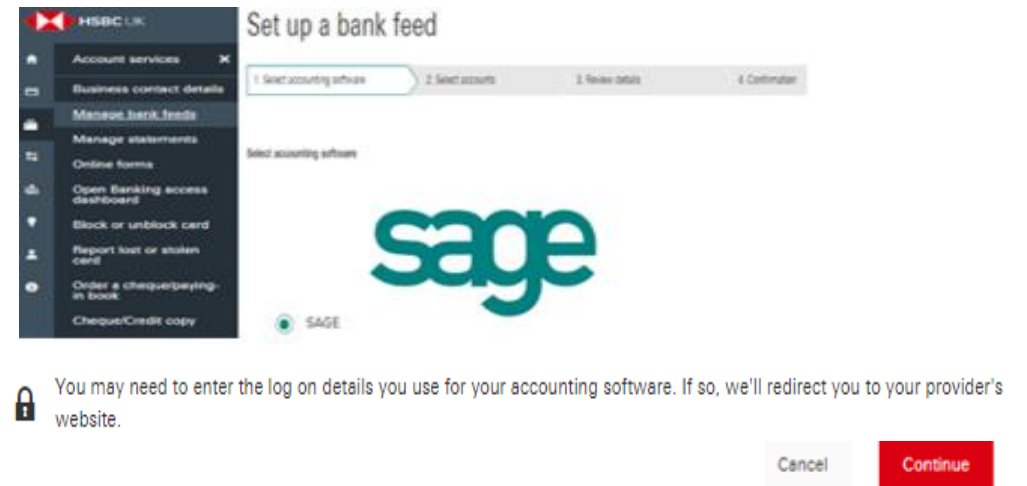 HSBC UK
Set up a bank feed
Account services
Business contact details
Manage bank feeds
Manage statements
Online forms
Open Banking access
dashboard
Block or unblock card
Report lost or stolen
card
Order a cheque/paying-
in book
Cheque/Credit copy
1. Select accounting software
2. Select accounts
3. Review details
4. Confirmation
Select accounting software
sage
SAGE
You may need to enter the log on details you use for your accounting software. If so, we'll redirect you to your provider's
website.
Cancel
Continue